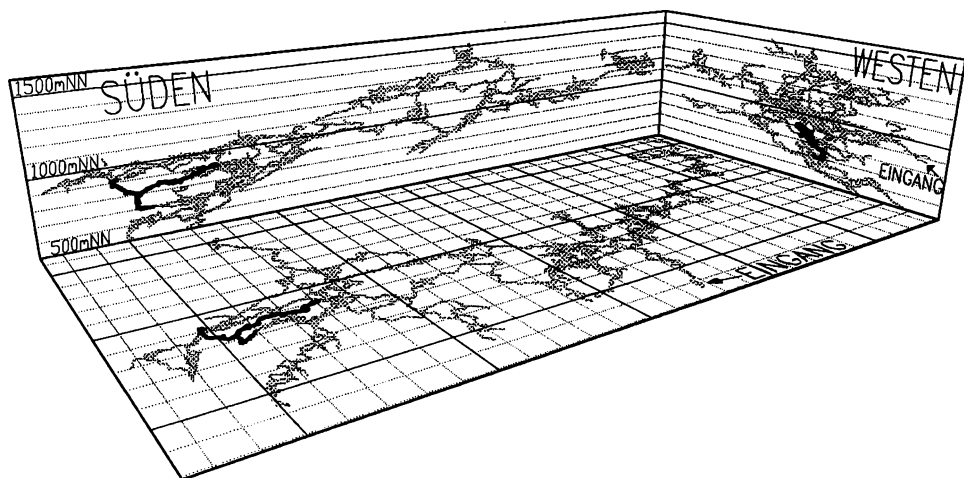 1500mNN
SÜDEN
WESTEN
1000mNN
EINGANG
500mNN
EINGANG